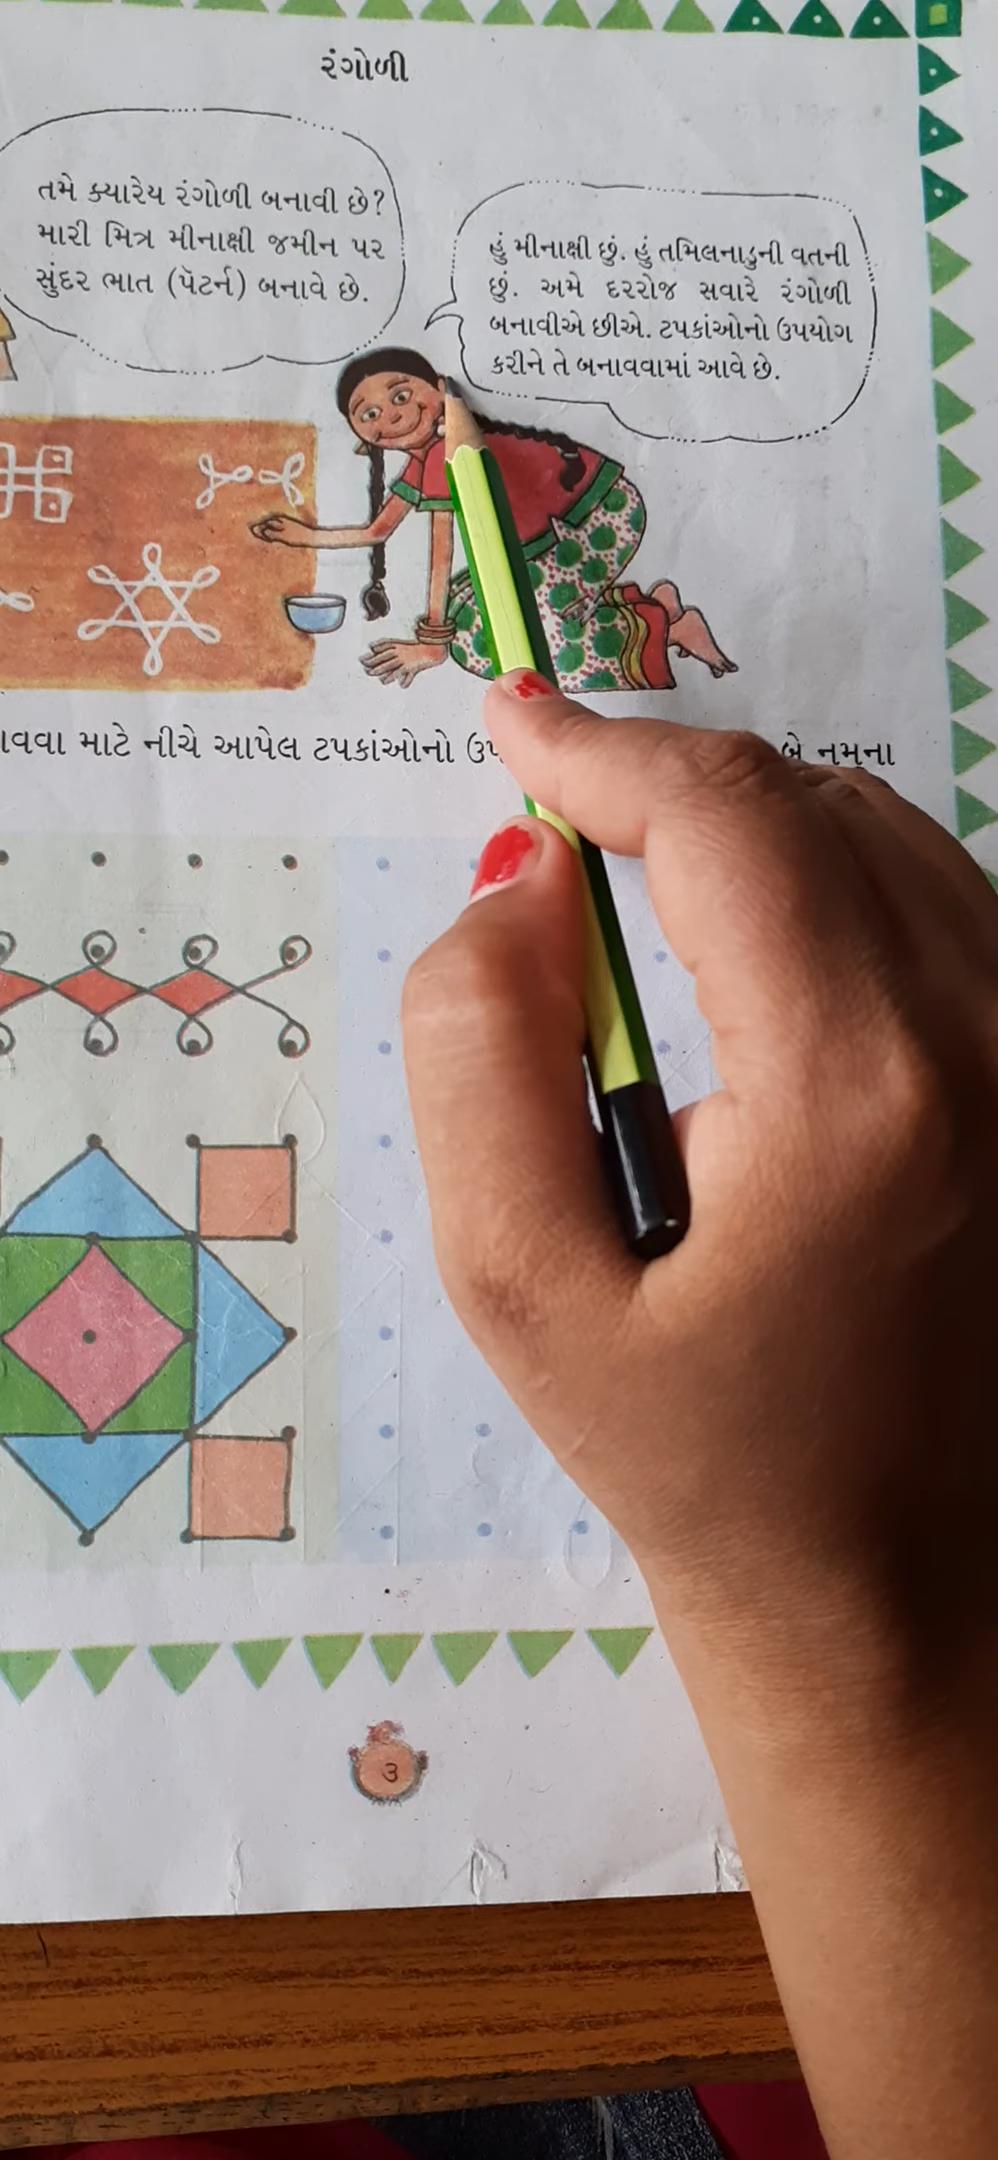 રંગોળી
તમે ક્યારેય રંગોળી બનાવી છે?
મારી મિત્ર મીનાક્ષી જમીન પર
સુંદર ભાત (પૅટર્ન) બનાવે છે.
હું મીનાક્ષી છું. હું તમિલનાડુની વતની
છું. અમે દરરોજ સવારે રંગોળી
બનાવીએ છીએ. ટપકાંઓનો ઉપયોગ
કરીને તે બનાવવામાં આવે છે.
માટે નીચે આપેલ ટપકાંઓનો બે નમૂના
૩